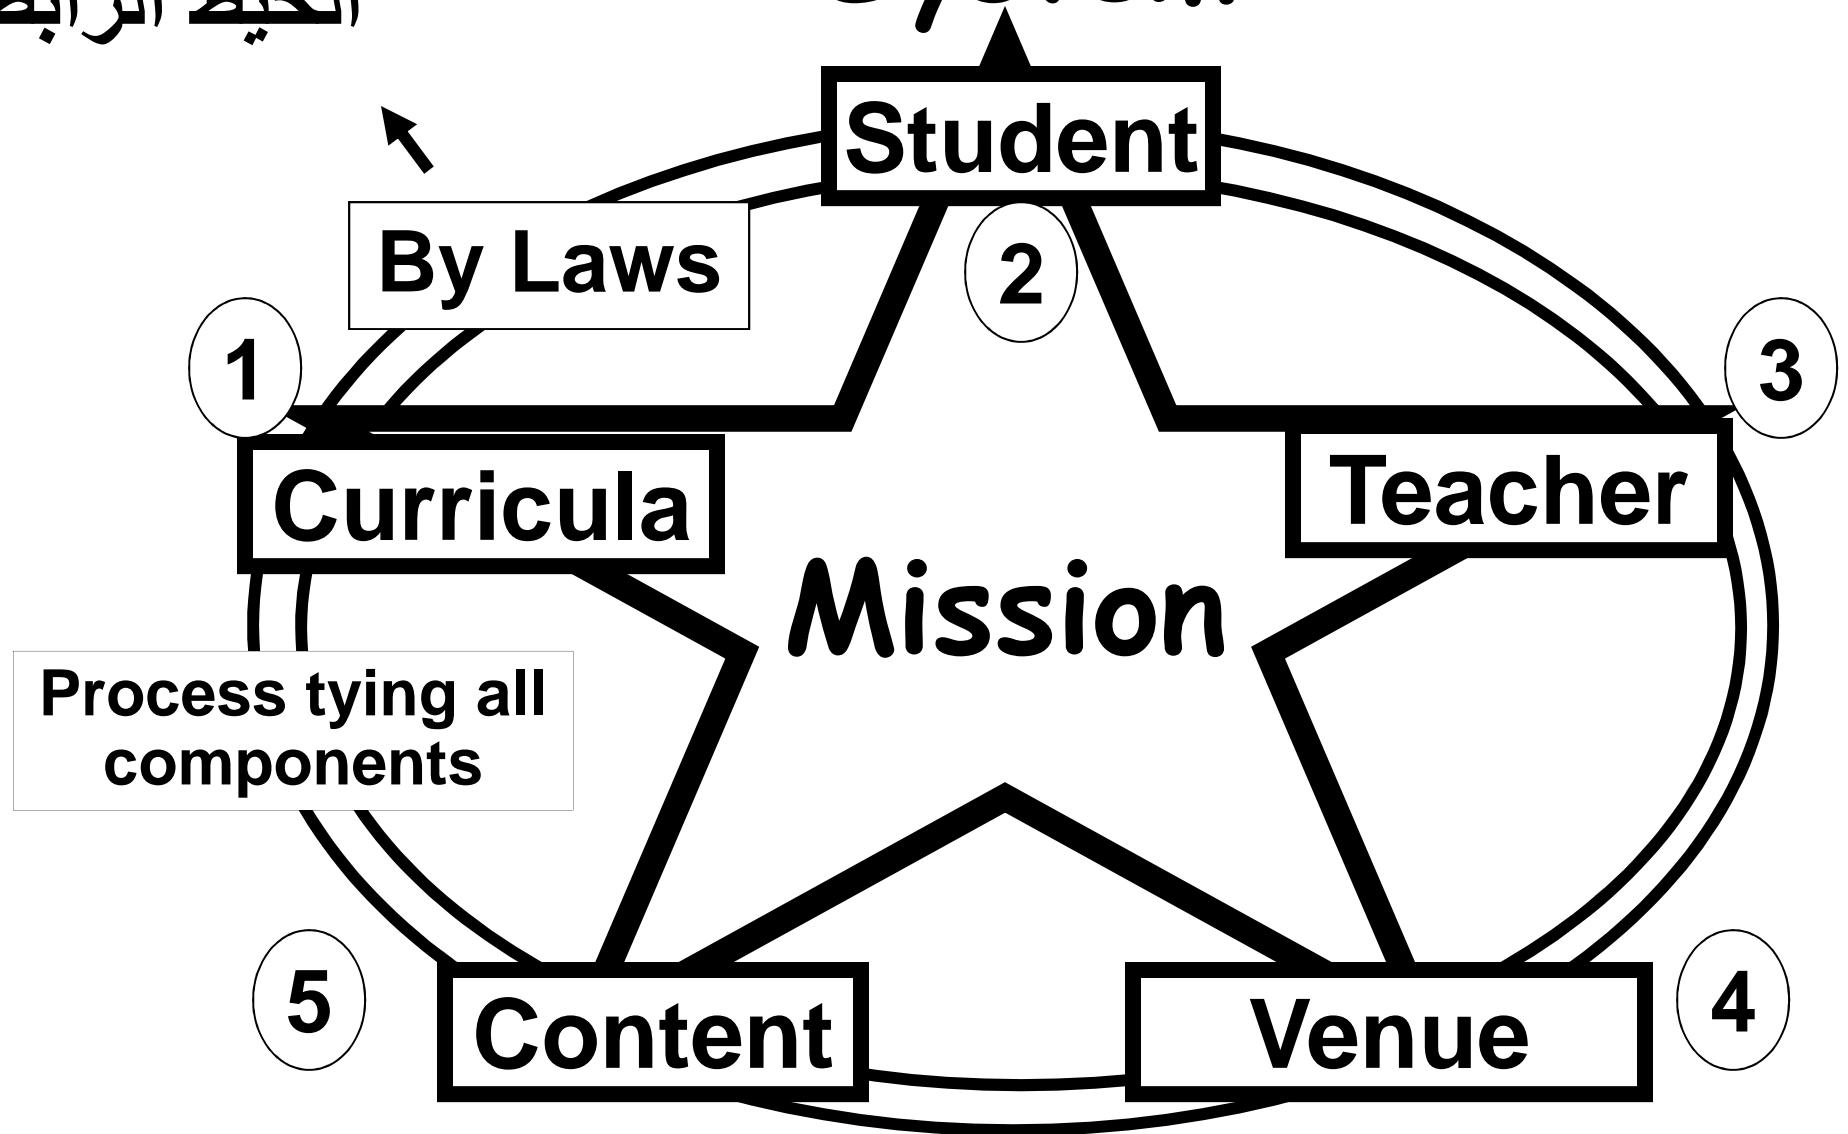 Student
By Laws
2
1
3
Curricula
Teacher
Mission
Process tying all
components
5
4
Content
Venue